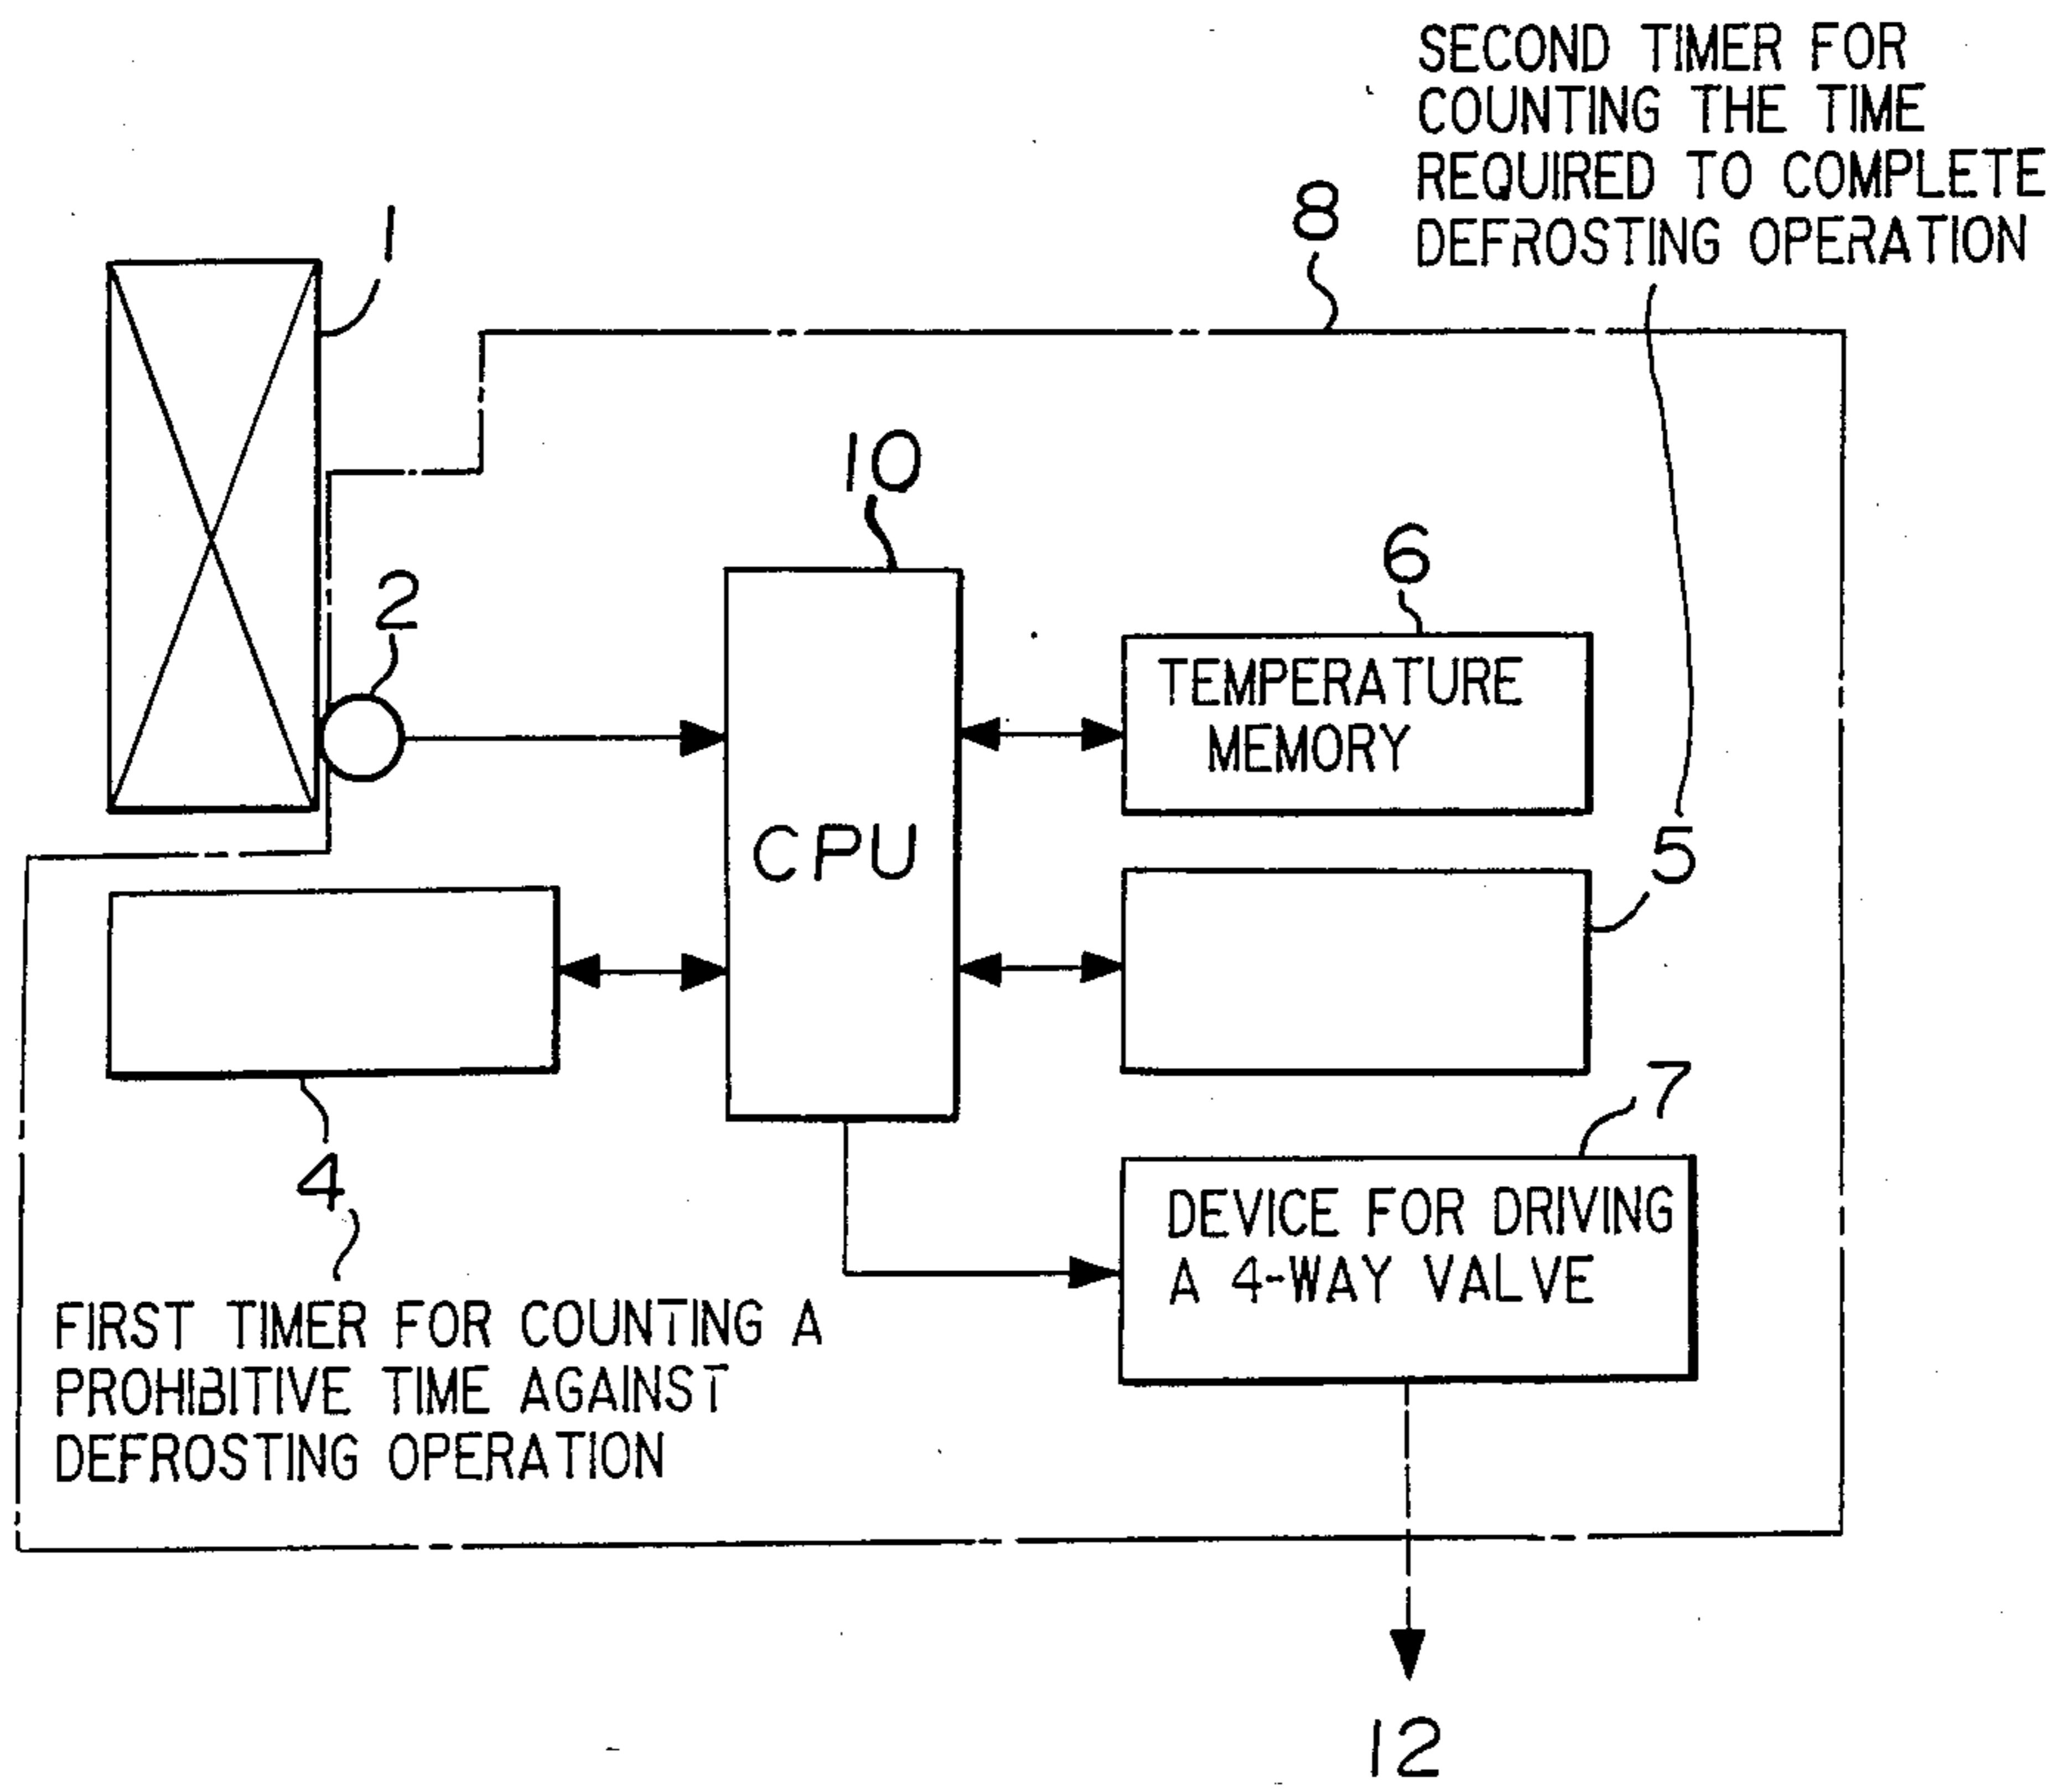 SECOND TIMER FOR
COUNTING THE TIME
REQUIRED TO COMPLETE
DEFROSTING OPERATION
8
1
10
6
2
TEMPERATURE
MEMORY
CPU
5
7
4
DEVICE FOR DRIVING
A 4-WAY VALVE
FIRST TIMER FOR COUNTING A
PROHIBITIVE TIME AGAINST
DEFROSTING OPERATION
12